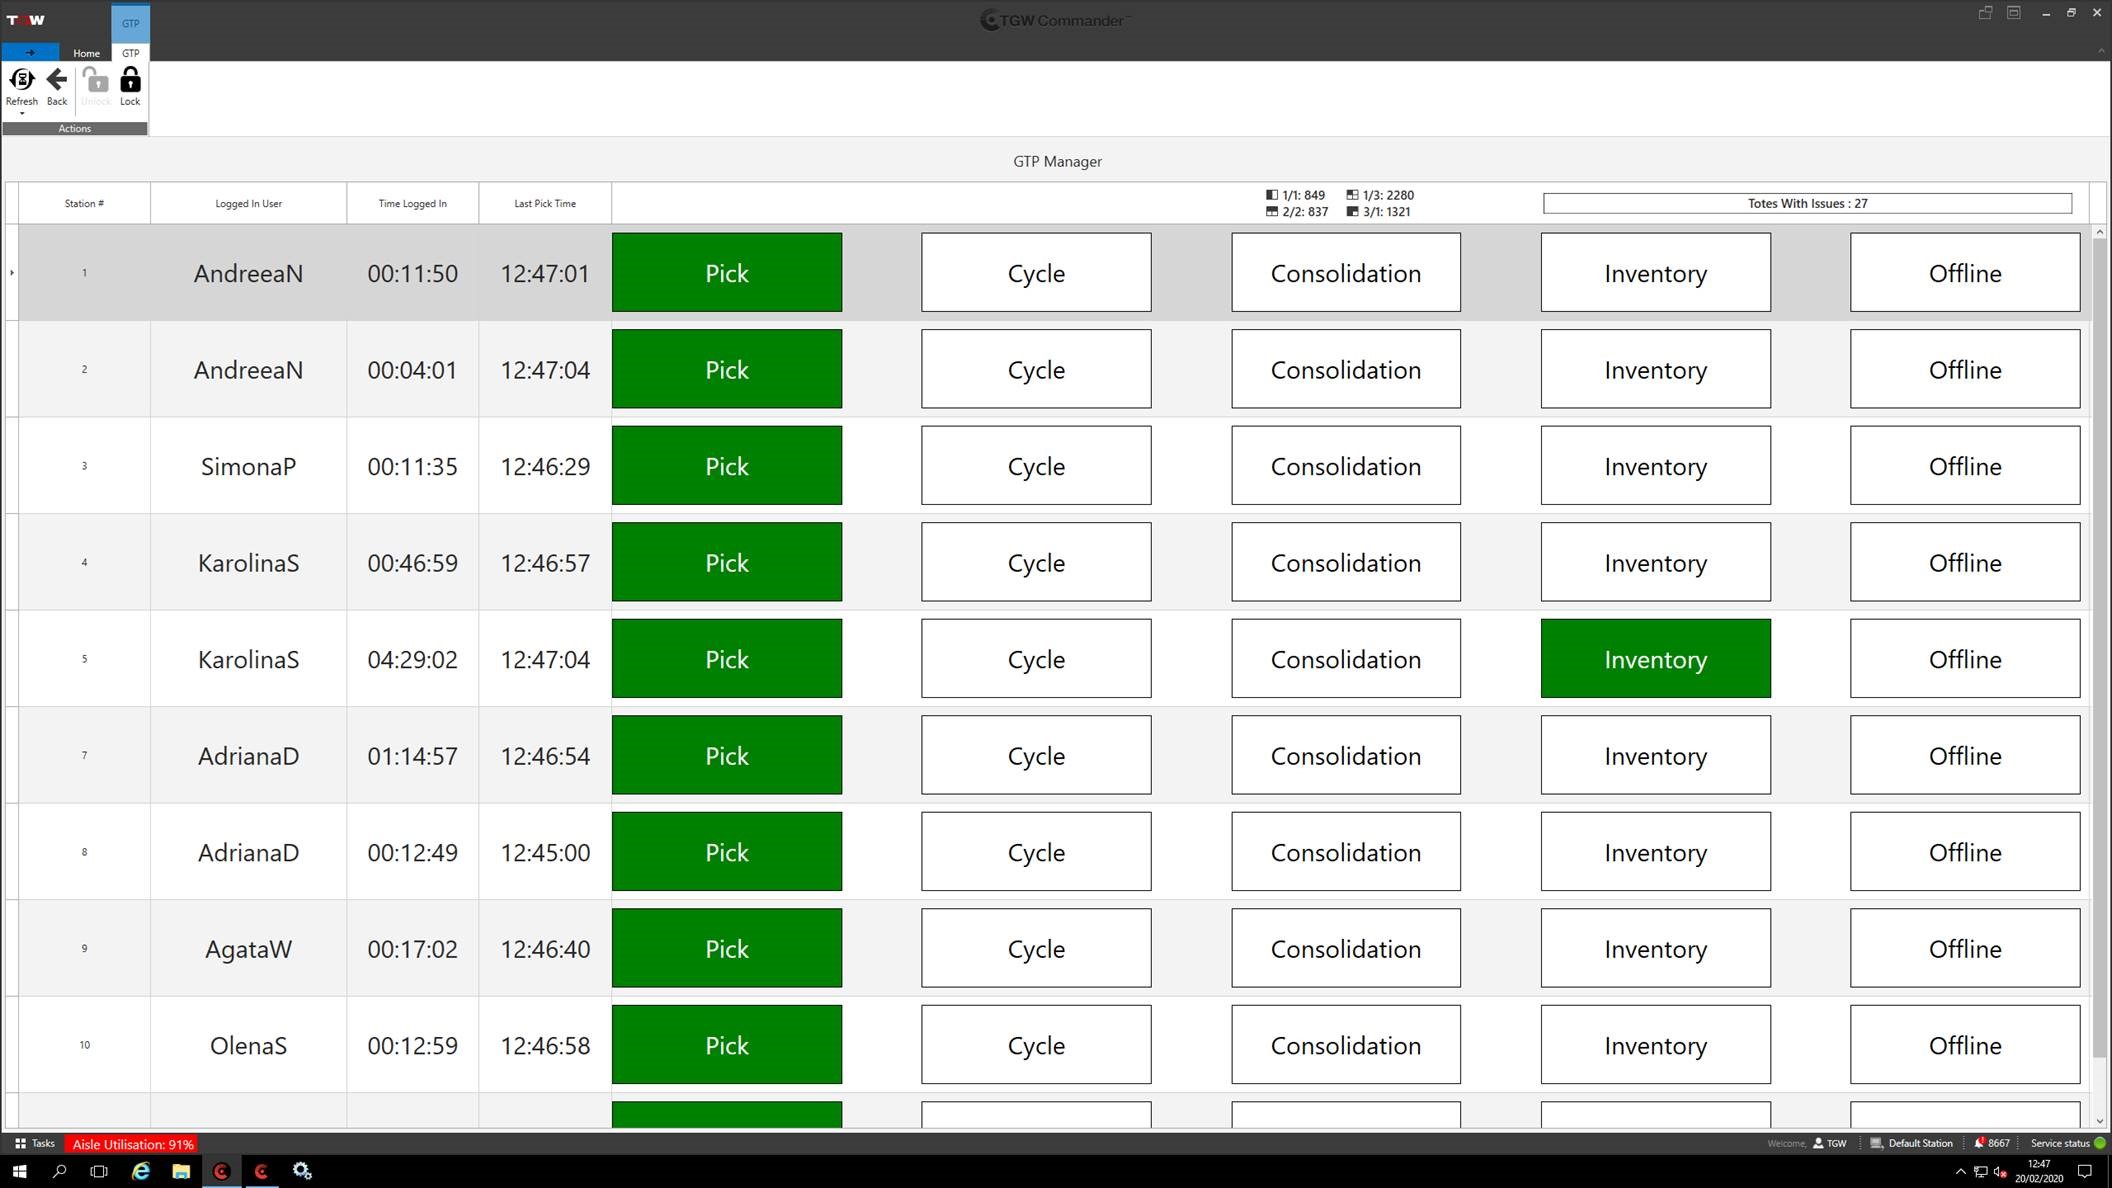 TGW
GTP
TGW Commander
Home
GTP
Refresh
Back
Unlock
Lock
Actions
GTP Manager
Station #
Logged In User
Time Logged In
Last Pick Time
1/1: 849
1/3: 2280
2/2: 837
3/1: 1321
Totes With Issues : 27
1 AndreeaN 00:11:50 12:47:01 Pick Cycle Consolidation Inventory Offline
2 AndreeaN 00:04:01 12:47:04 Pick Cycle Consolidation Inventory Offline
3 SimonaP 00:11:35 12:46:29 Pick Cycle Consolidation Inventory Offline
4 KarolinaS 00:46:59 12:46:57 Pick Cycle Consolidation Inventory Offline
5 KarolinaS 04:29:02 12:47:04 Pick Cycle Consolidation Inventory Offline
7 AdrianaD 01:14:57 12:46:54 Pick Cycle Consolidation Inventory Offline
8 AdrianaD 00:12:49 12:45:00 Pick Cycle Consolidation Inventory Offline
9 AgataW 00:17:02 12:46:40 Pick Cycle Consolidation Inventory Offline
10 OlenaS 00:12:59 12:46:58 Pick Cycle Consolidation Inventory Offline
Tasks
Aisle Utilisation: 91%
Welcome, TGW
Default Station
8667
Service status
12:47
20/02/2020